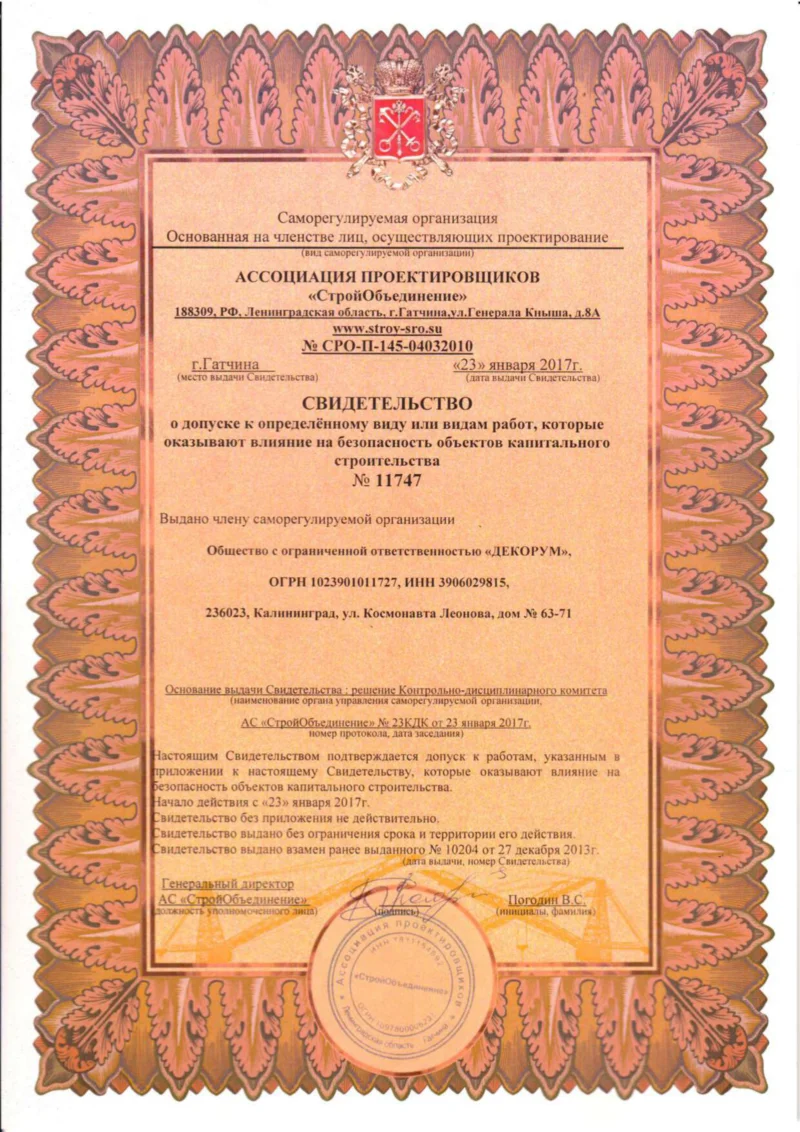 Саморегулируемая организация
Основанная на членстве лиц, осуществляющих проектирование
(вид саморегулируемой организации)
АССОЦИАЦИЯ ПРОЕКТИРОВЩИКОВ
«СтройОбъединение»
188309, РФ, Ленинградская область, г.Гатчина,ул.Генерала Кныша, д.8А
www.stroy-sro.su
№ СРО-П-145-04032010
г.Гатчина «23» января 2017г.
(место выдачи Свидетельства) (дата выдачи Свидетельства)
СВИДЕТЕЛЬСТВО
о допуске к определённому виду или видам работ, которые
оказывают влияние на безопасность объектов капитального
строительства
№ 11747
Выдано члену саморегулируемой организации
Общество с ограниченной ответственностью «ДЕКОРУМ»,
ОГРН 1023901011727, ИНН 3906029815,
236023, Калининград, ул. Космонавта Леонова, дом № 63-71
Основание выдачи Свидетельства : решение Контрольно-дисциплинарного комитета
(наименование органа управления саморегулируемой организации,
АС «СтройОбъединение» № 23КДК от 23 января 2017г.
номер протокола, дата заседания)
Настоящим Свидетельством подтверждается допуск к работам, указанным в
приложении к настоящему Свидетельству, которые оказывают влияние на
безопасность объектов капитального строительства.
Начало действия с «23» января 2017г.
Свидетельство без приложения не действительно.
Свидетельство выдано без ограничения срока и территории его действия.
Свидетельство выдано взамен ранее выданного № 10204 от 27 декабря 2013г.
(дата выдачи, номер Свидетельства)
Генеральный директор
АС «СтройОбъединение» Погодин В.С.
(должность уполномоченного лица) (подпись) (инициалы, фамилия)
Ассоциация проектировщиков
«СтройОбъединение»
Ленинградская область Гатчина